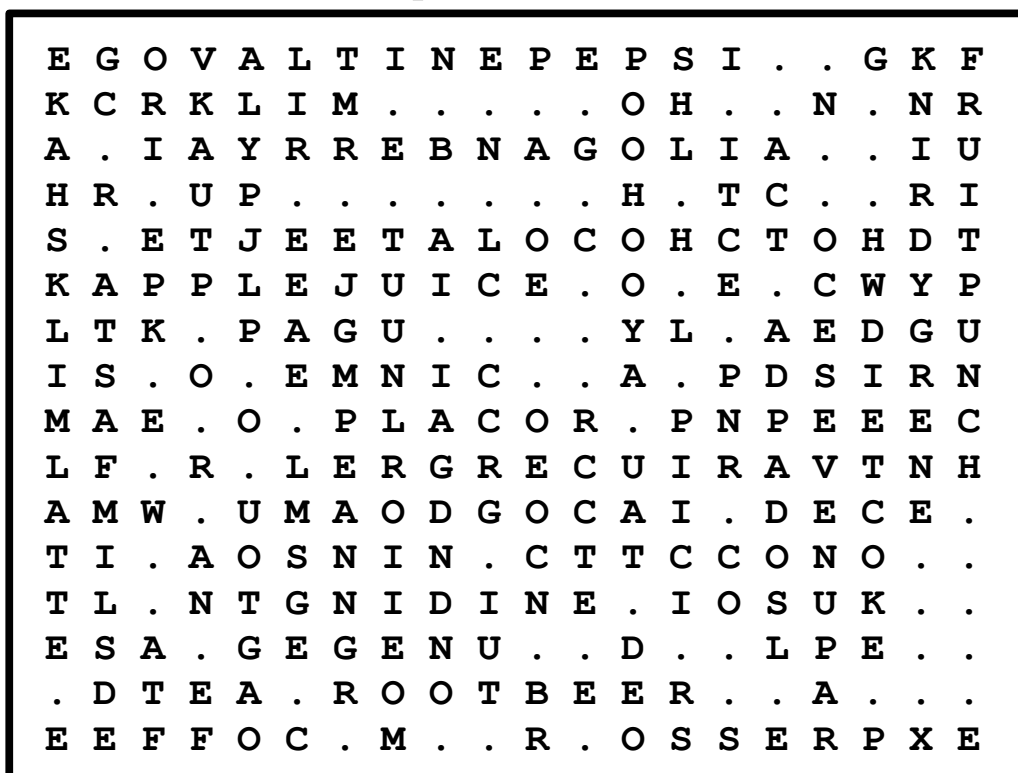 E G O V A L T I N E P E P S I . . G K F
K C R K L I M . . . . . O H . . N . N R
A . I A Y R R E B N A G O L I A . . I U
H R . U P . . . . . . . H . T C . . R I
S . E T J E E T A L O C O H C T O H D T
K A P P L E J U I C E . O . E . C W Y P
L T K . P A G U . . . . Y L . A E D G U
I S . O . E M N I C . . A . P D S I R N
M A E . O . P L A C O R . P N P E E E C
L F . R . L E R G R E C U I R A V T N H
A M W . U M A O D G O C A I . D E C E .
T I . A O S N I N . C T T C C O N O . .
T L . N T G N I D I N E . I O S U K . .
E S A . G E G E N U . . D . . L P E . .
. D T E A . R O O T B E E R . . A . . .
E E F F O C . M . . R . O S S E R P X E